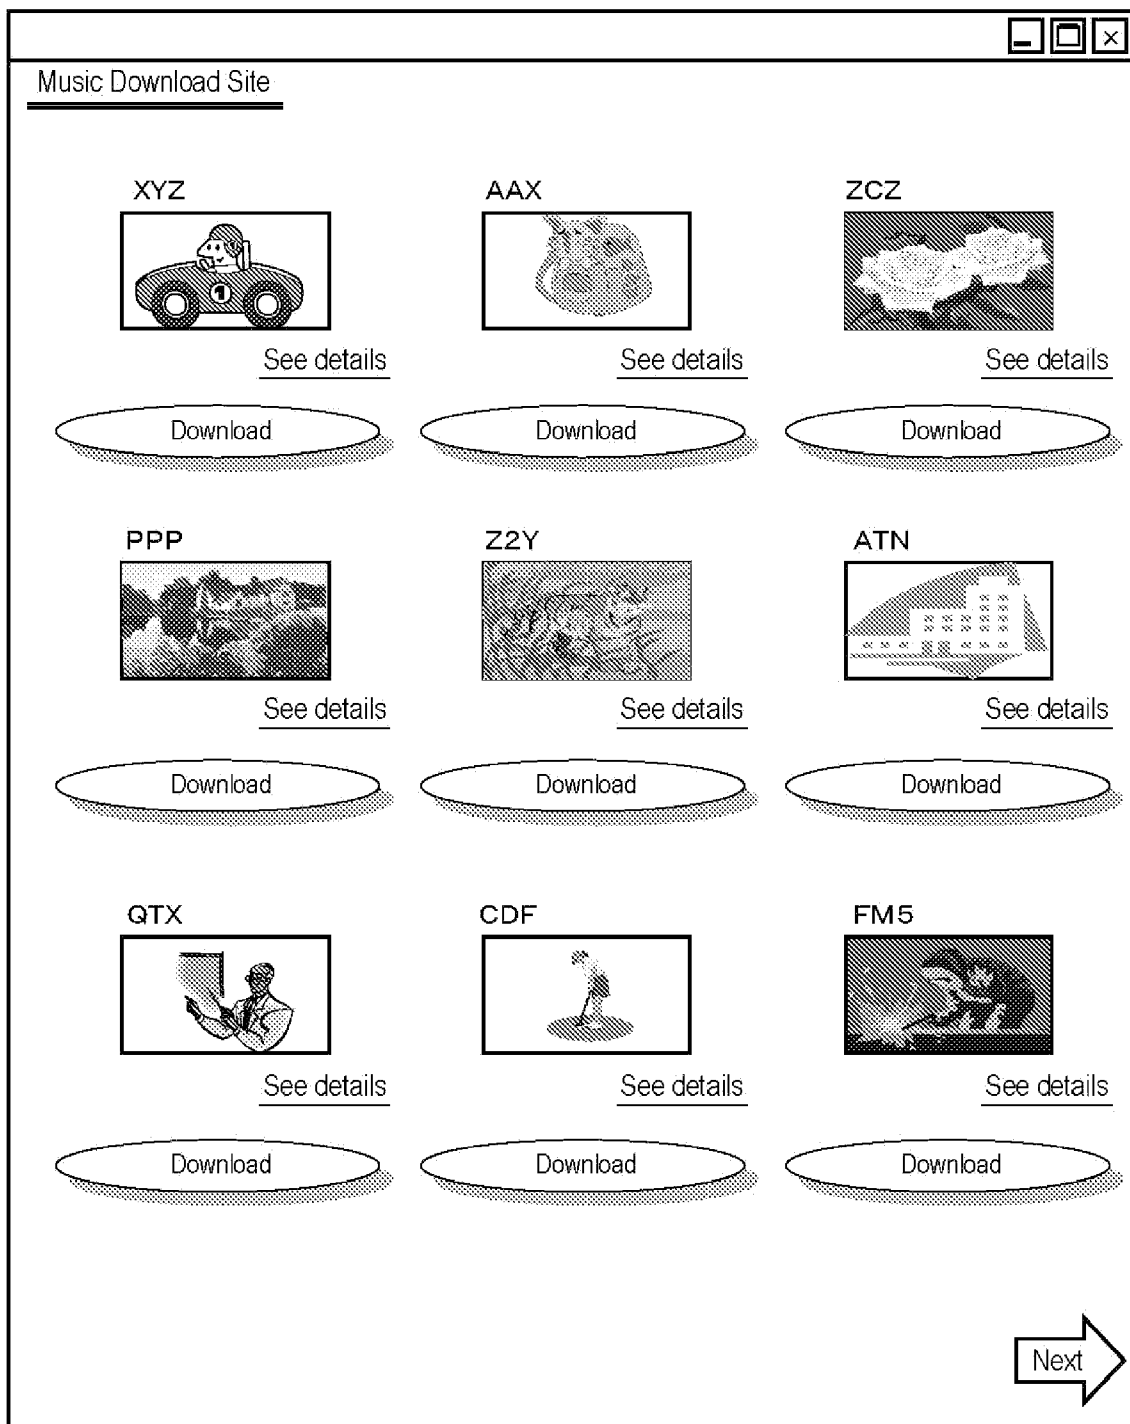 Music Download Site
XYZ AAX ZCZ
1
See details See details See details
Download Download Download
PPP Z2Y ATN
See details See details See details
Download Download Download
QTX CDF FM5
See details See details See details
Download Download Download
Next